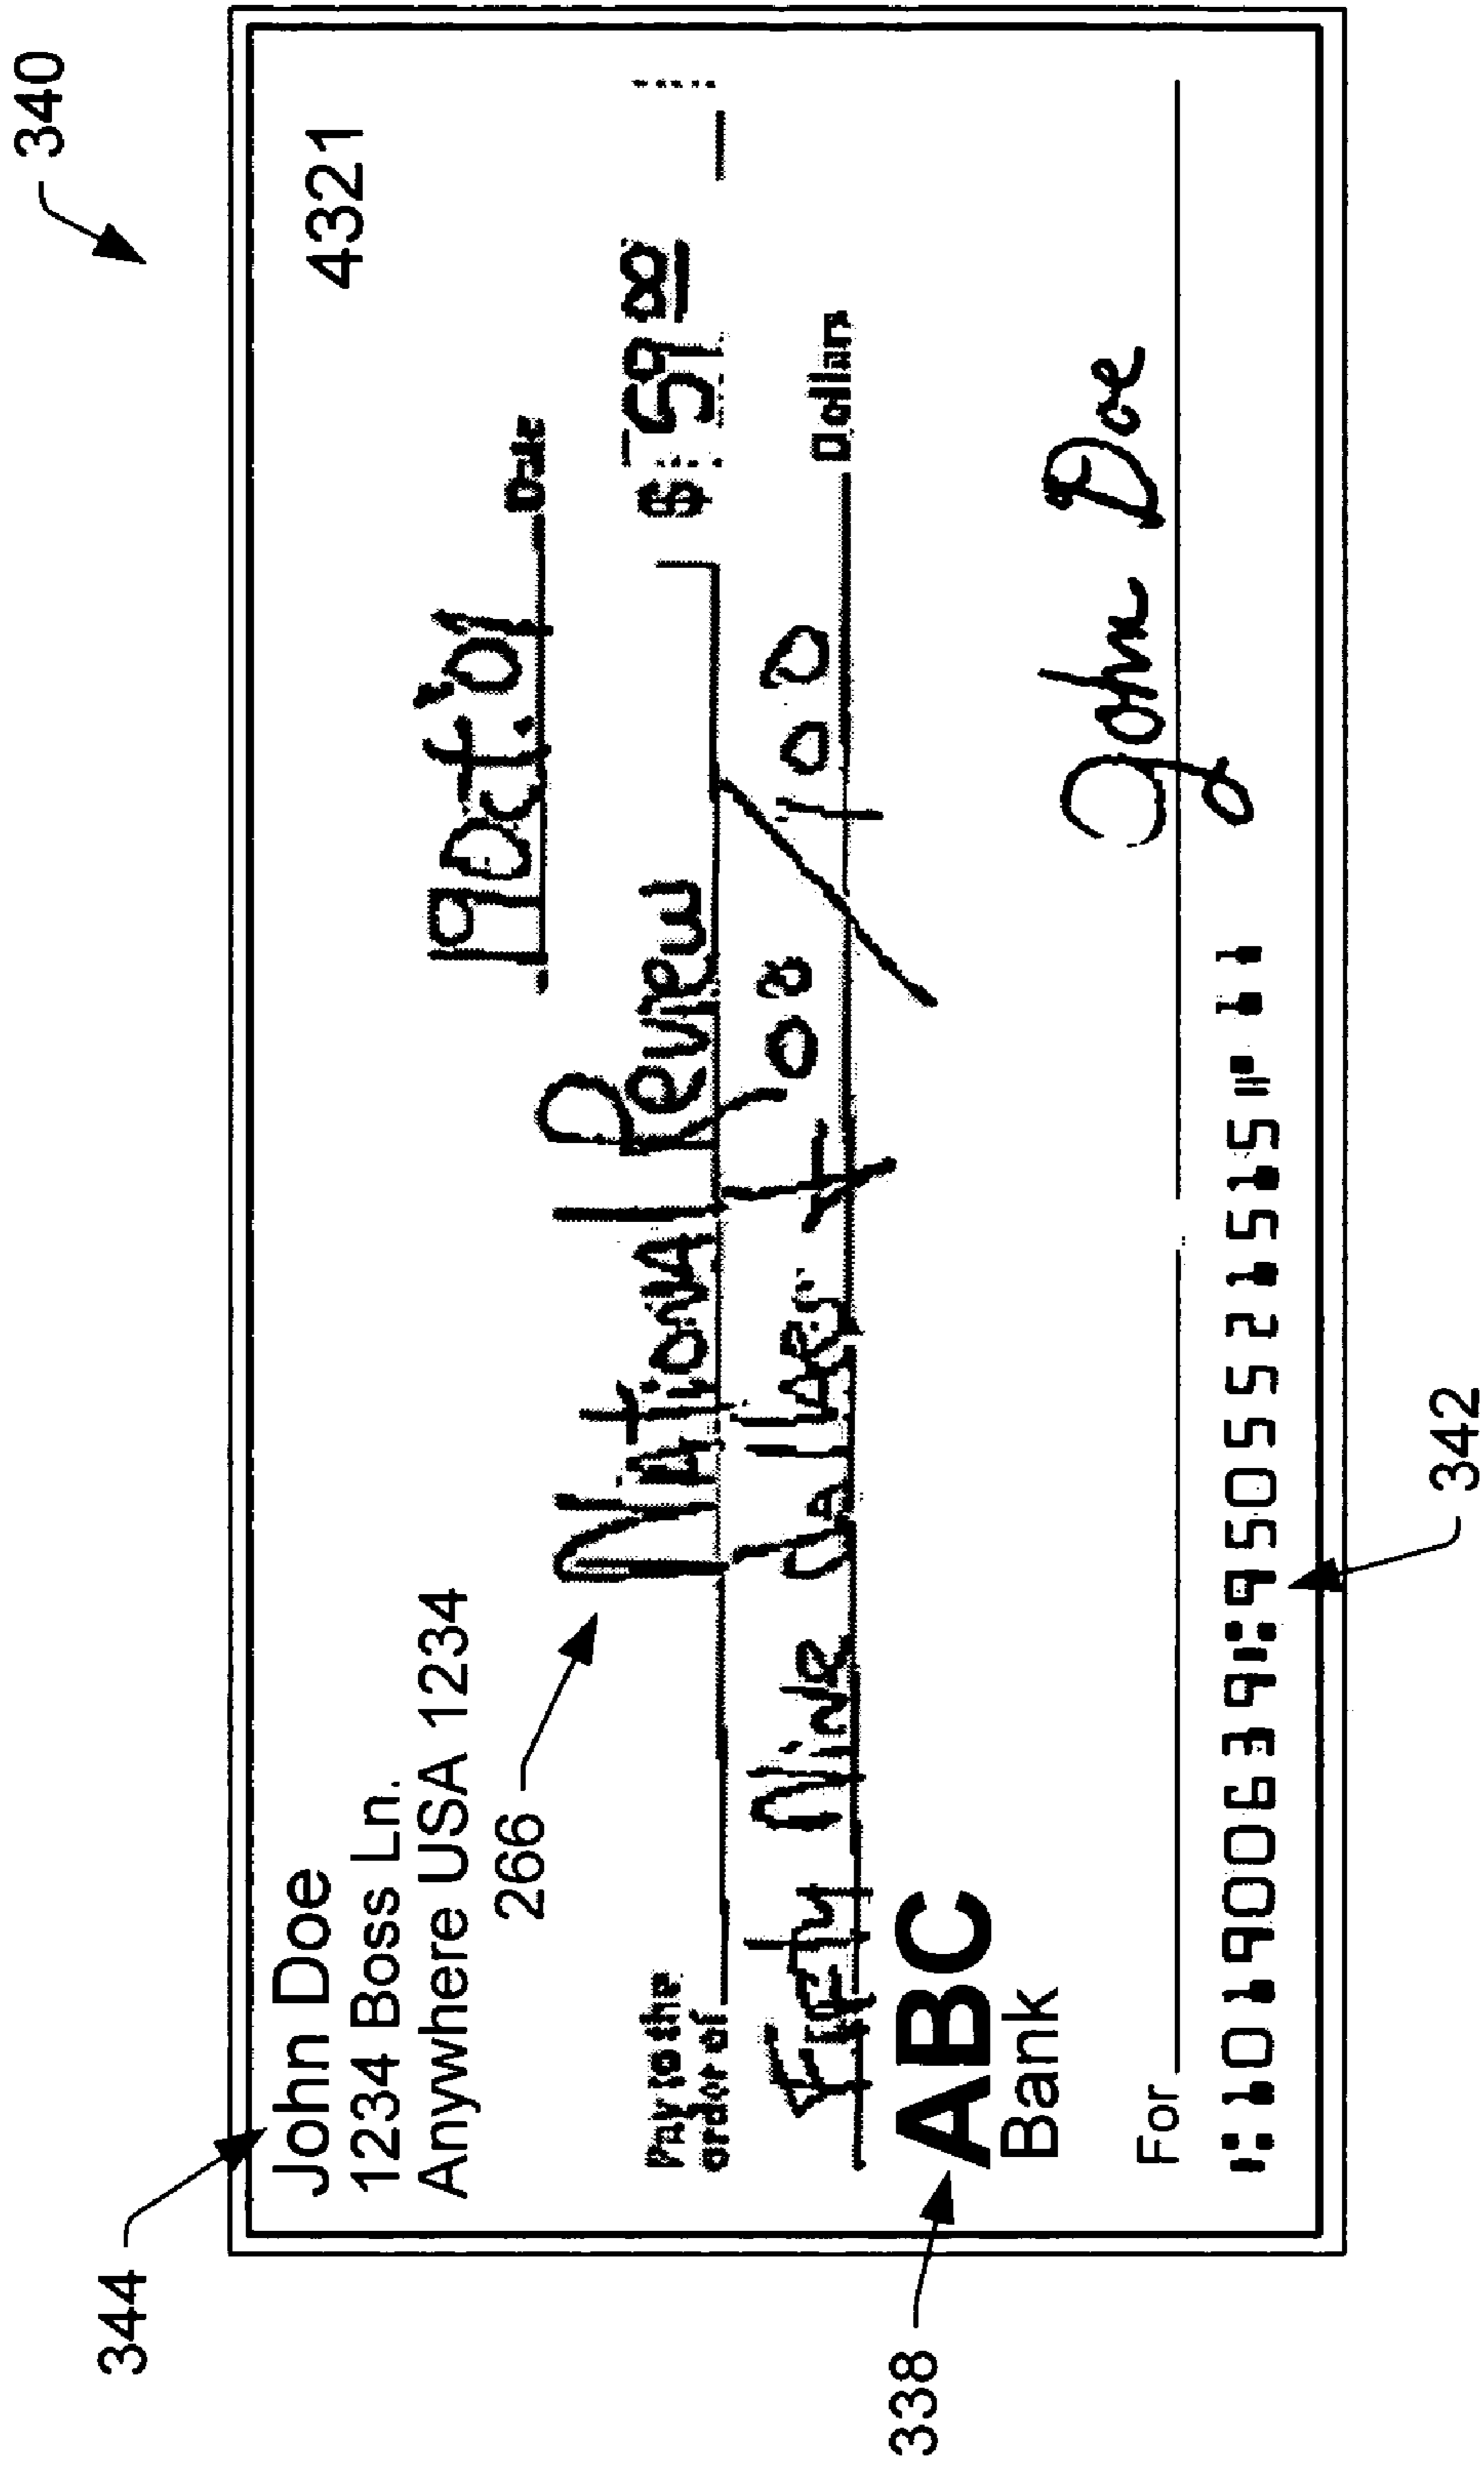 340
344
John Doe
4321
1234 Boss Ln.
Anywhere USA 1234
19 Oct. '01 Date
266
Pay to the
order of National Review $ 59 00
Fifty Nine dollars + 00/100 Dollars
338
ABC
Bank
For John Doe
⑆101900639⑆9505521515⑈ 11
342